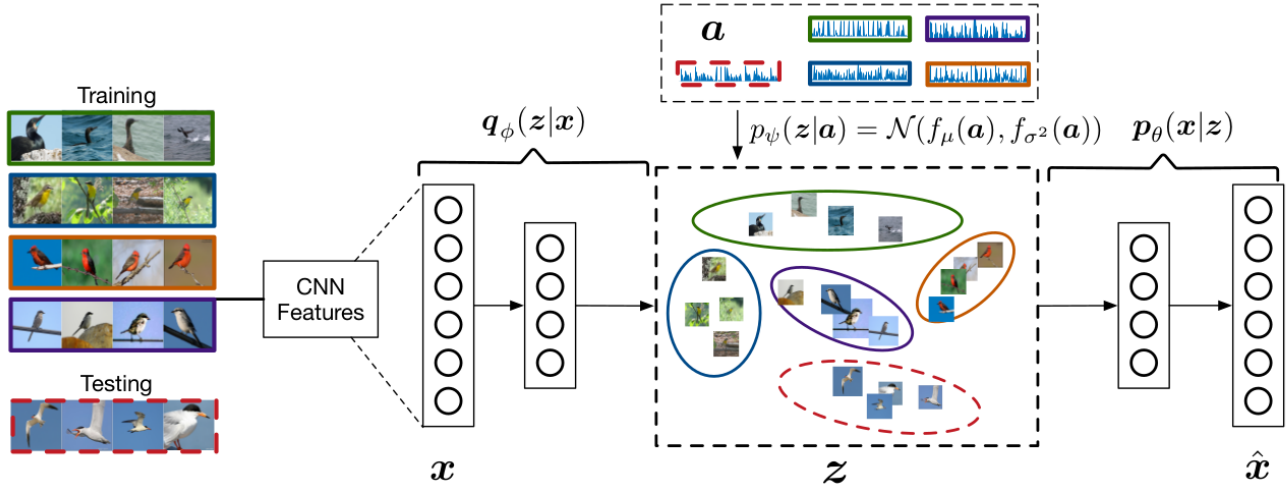 Training
Testing
CNN
Features
𝒒_ϕ(𝒛|𝒙)
𝒂
p_ψ(𝒛|𝒂) = 𝒩(f_μ(𝒂), f_σ²(𝒂))
𝒑_θ(𝒙|𝒛)
𝒙
𝒛
𝒙̂